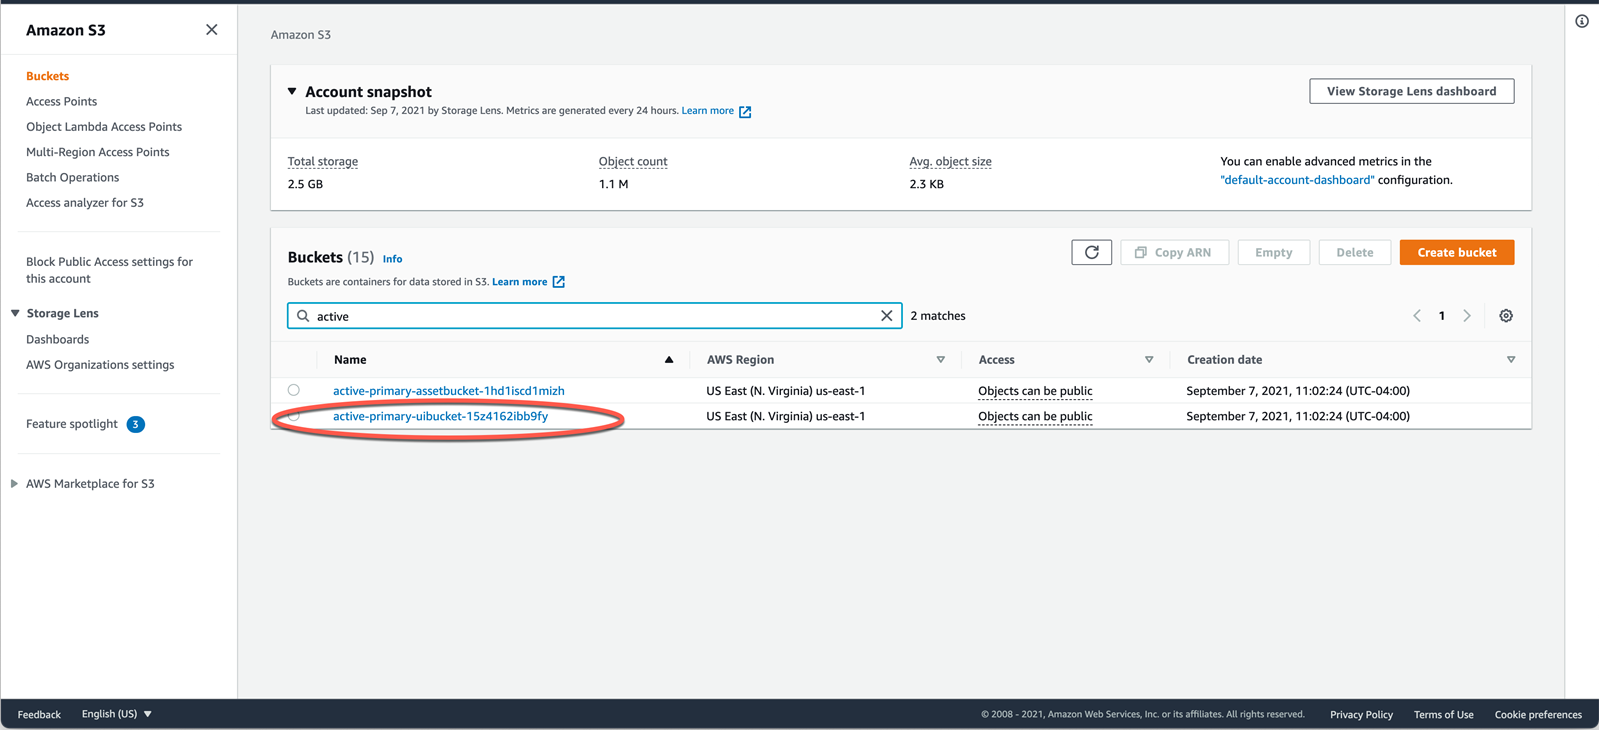 Amazon S3
Buckets
Access Points
Object Lambda Access Points
Multi-Region Access Points
Batch Operations
Access analyzer for S3
Block Public Access settings for
this account
Storage Lens
Dashboards
AWS Organizations settings
Feature spotlight 3
AWS Marketplace for S3
Amazon S3
Account snapshot
View Storage Lens dashboard
Last updated: Sep 7, 2021 by Storage Lens. Metrics are generated every 24 hours. Learn more
Total storage
2.5 GB
Object count
1.1 M
Avg. object size
2.3 KB
You can enable advanced metrics in the
"default-account-dashboard" configuration.
Buckets (15) Info
Copy ARN Empty Delete Create bucket
Buckets are containers for data stored in S3. Learn more
active 2 matches 1
Name AWS Region Access Creation date
active-primary-assetbucket-1hd1iscd1mizh US East (N. Virginia) us-east-1 Objects can be public September 7, 2021, 11:02:24 (UTC-04:00)
active-primary-uibucket-15z4162ibb9fy US East (N. Virginia) us-east-1 Objects can be public September 7, 2021, 11:02:24 (UTC-04:00)
Feedback English (US) © 2008 - 2021, Amazon Web Services, Inc. or its affiliates. All rights reserved. Privacy Policy Terms of Use Cookie preferences